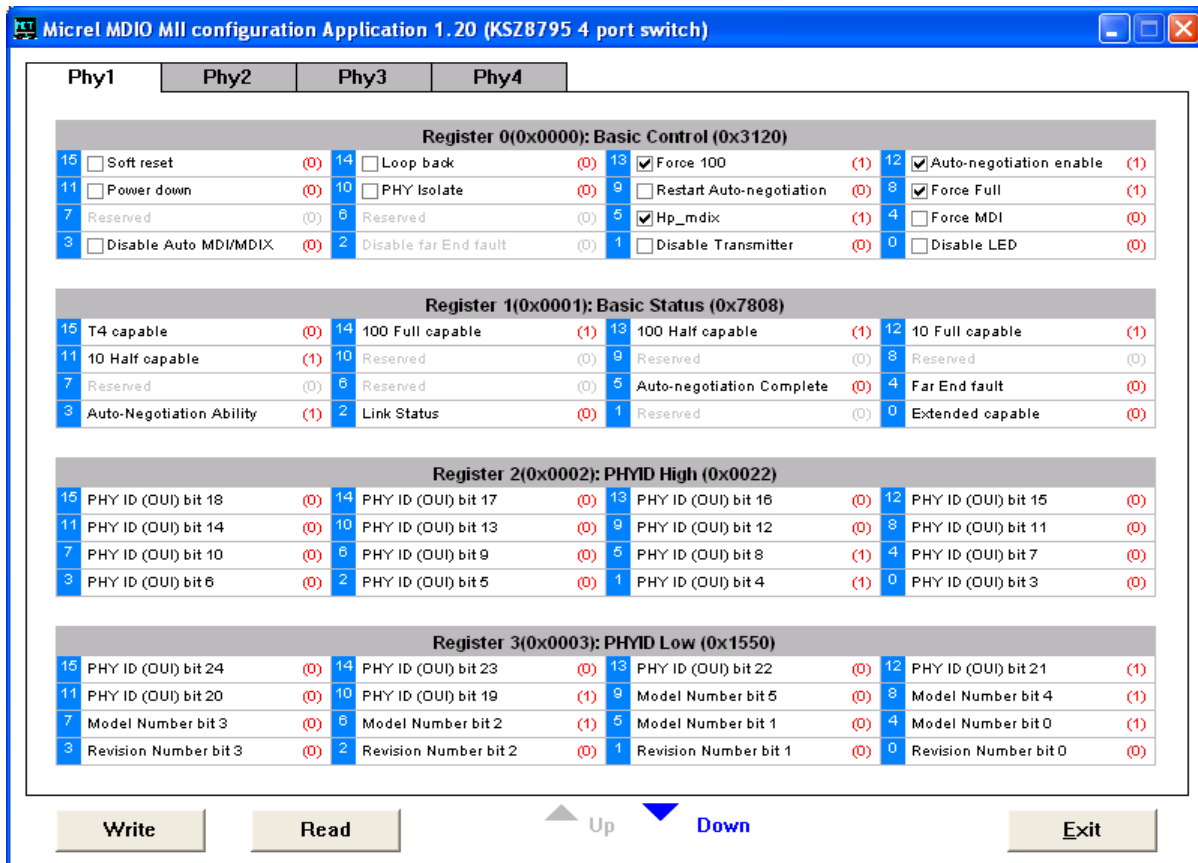 Micrel MDIO MII configuration Application 1.20 (KSZ8795 4 port switch)
Phy1 Phy2 Phy3 Phy4
Register 0(0x0000): Basic Control (0x3120)
15 Soft reset (0) 14 Loop back (0) 13 Force 100 (1) 12 Auto-negotiation enable (1)
11 Power down (0) 10 PHY Isolate (0) 9 Restart Auto-negotiation (0) 8 Force Full (1)
7 Reserved (0) 6 Reserved (0) 5 Hp_mdix (1) 4 Force MDI (0)
3 Disable Auto MDI/MDIX (0) 2 Disable far End fault (0) 1 Disable Transmitter (0) 0 Disable LED (0)
Register 1(0x0001): Basic Status (0x7808)
15 T4 capable (0) 14 100 Full capable (1) 13 100 Half capable (1) 12 10 Full capable (1)
11 10 Half capable (1) 10 Reserved (0) 9 Reserved (0) 8 Reserved (0)
7 Reserved (0) 6 Reserved (0) 5 Auto-negotiation Complete (0) 4 Far End fault (0)
3 Auto-Negotiation Ability (1) 2 Link Status (0) 1 Reserved (0) 0 Extended capable (0)
Register 2(0x0002): PHYID High (0x0022)
15 PHY ID (OUI) bit 18 (0) 14 PHY ID (OUI) bit 17 (0) 13 PHY ID (OUI) bit 16 (0) 12 PHY ID (OUI) bit 15 (0)
11 PHY ID (OUI) bit 14 (0) 10 PHY ID (OUI) bit 13 (0) 9 PHY ID (OUI) bit 12 (0) 8 PHY ID (OUI) bit 11 (0)
7 PHY ID (OUI) bit 10 (0) 6 PHY ID (OUI) bit 9 (0) 5 PHY ID (OUI) bit 8 (1) 4 PHY ID (OUI) bit 7 (0)
3 PHY ID (OUI) bit 6 (0) 2 PHY ID (OUI) bit 5 (0) 1 PHY ID (OUI) bit 4 (1) 0 PHY ID (OUI) bit 3 (0)
Register 3(0x0003): PHYID Low (0x1550)
15 PHY ID (OUI) bit 24 (0) 14 PHY ID (OUI) bit 23 (0) 13 PHY ID (OUI) bit 22 (0) 12 PHY ID (OUI) bit 21 (1)
11 PHY ID (OUI) bit 20 (0) 10 PHY ID (OUI) bit 19 (1) 9 Model Number bit 5 (0) 8 Model Number bit 4 (1)
7 Model Number bit 3 (0) 6 Model Number bit 2 (1) 5 Model Number bit 1 (0) 4 Model Number bit 0 (1)
3 Revision Number bit 3 (0) 2 Revision Number bit 2 (0) 1 Revision Number bit 1 (0) 0 Revision Number bit 0 (0)
Write Read Up Down Exit